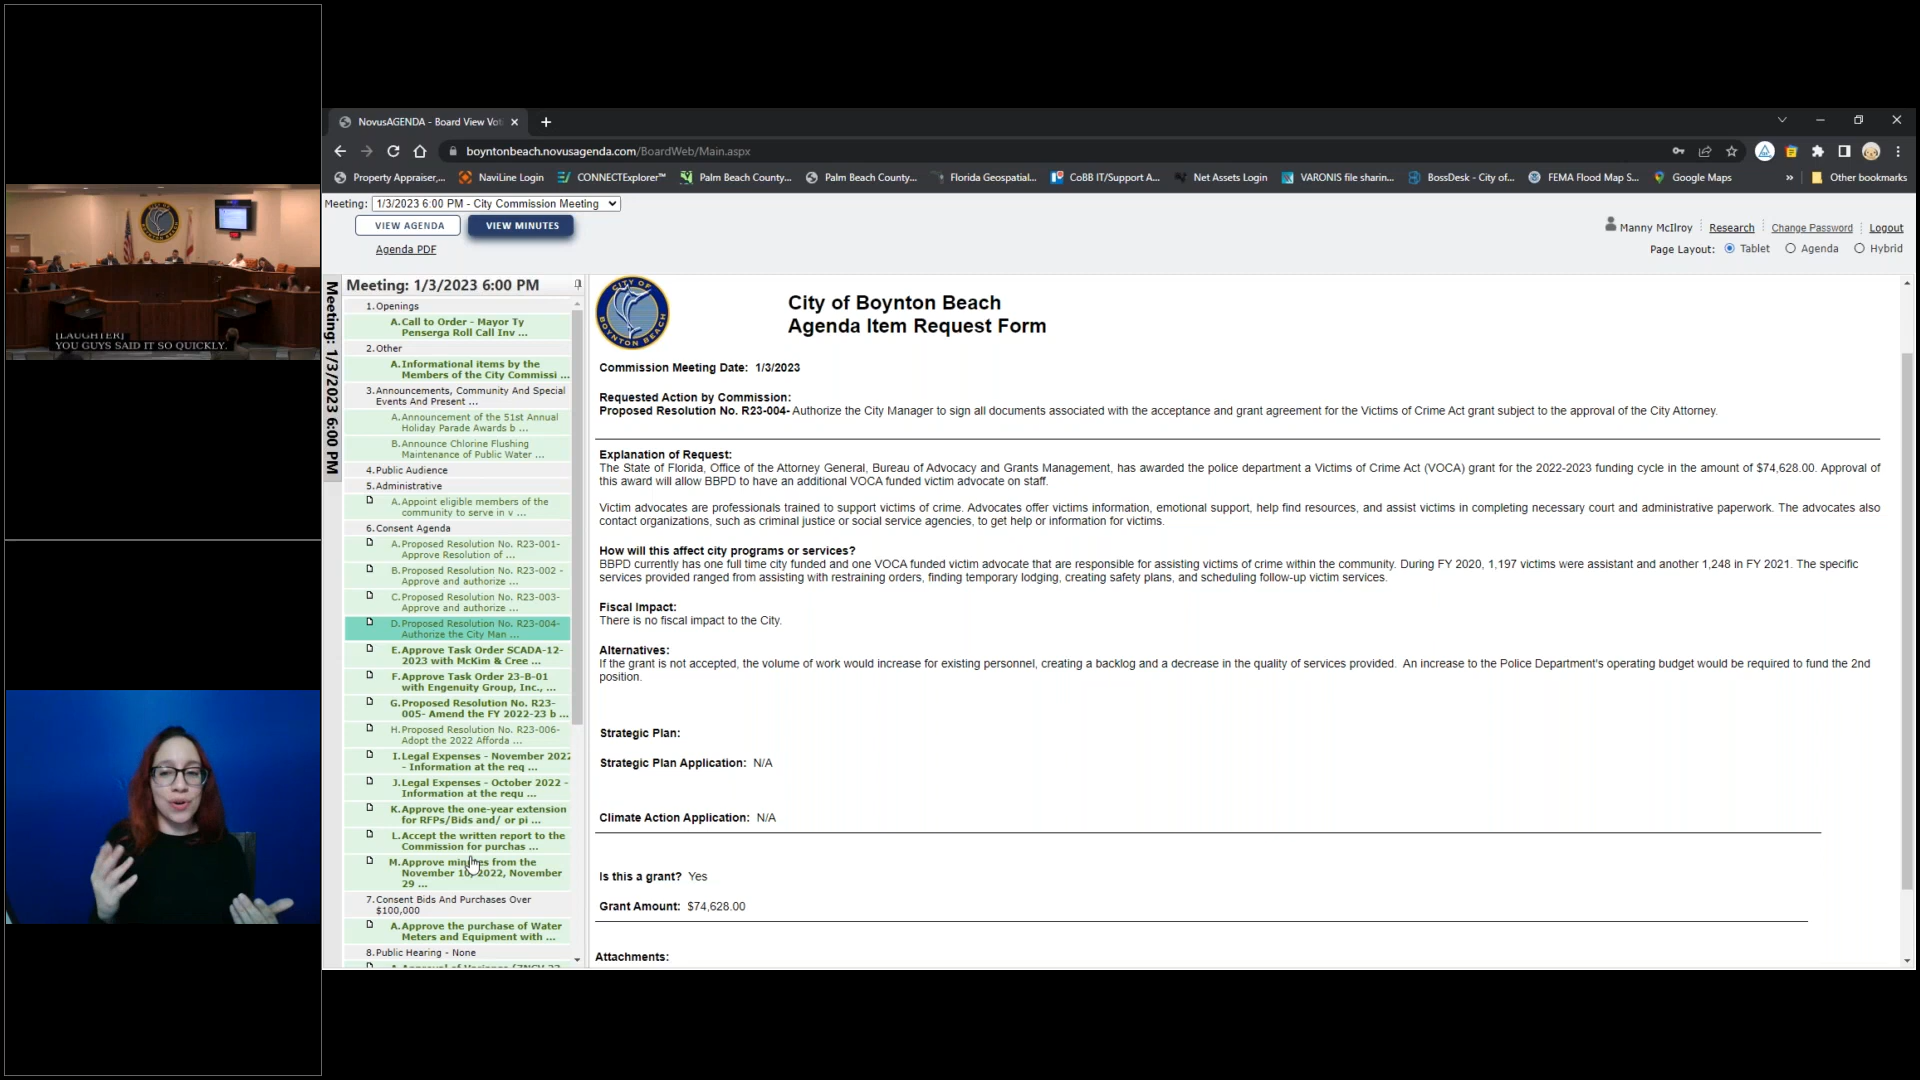 [LAUGHTER]
YOU GUYS SAID IT SO QUICKLY.
NovusAGENDA - Board View Vot
boyntonbeach.novusagenda.com/BoardWeb/Main.aspx
Property Appraiser,... NaviLine Login CONNECTExplorer™ Palm Beach County... Palm Beach County... Florida Geospatial... CoBB IT/Support A... Net Assets Login VARONIS file sharin... BossDesk - City of... FEMA Flood Map S... Google Maps » Other bookmarks
Meeting: 1/3/2023 6:00 PM - City Commission Meeting
VIEW AGENDA VIEW MINUTES
Agenda PDF
Manny McIlroy Research Change Password Logout
Page Layout: Tablet Agenda Hybrid
Meeting: 1/3/2023 6:00 PM
Meeting: 1/3/2023 6:00 PM
1.Openings
A.Call to Order - Mayor Ty
Penserga Roll Call Inv ...
2.Other
A.Informational items by the
Members of the City Commissi ...
3.Announcements, Community And Special
Events And Present ...
A.Announcement of the 51st Annual
Holiday Parade Awards b ...
B.Announce Chlorine Flushing
Maintenance of Public Water ...
4.Public Audience
5.Administrative
A.Appoint eligible members of the
community to serve in v ...
6.Consent Agenda
A.Proposed Resolution No. R23-001-
Approve Resolution of ...
B.Proposed Resolution No. R23-002 -
Approve and authorize ...
C.Proposed Resolution No. R23-003-
Approve and authorize ...
D.Proposed Resolution No. R23-004-
Authorize the City Man ...
E.Approve Task Order SCADA-12-
2023 with McKim & Cree ...
F.Approve Task Order 23-B-01
with Engenuity Group, Inc., ...
G.Proposed Resolution No. R23-
005- Amend the FY 2022-23 b ...
H.Proposed Resolution No. R23-006-
Adopt the 2022 Afforda ...
I.Legal Expenses - November 2022
- Information at the req ...
J.Legal Expenses - October 2022 -
Information at the requ ...
K.Approve the one-year extension
for RFPs/Bids and/ or pi ...
L.Accept the written report to the
Commission for purchas ...
M.Approve minutes from the
November 10, 2022, November
29 ...
7.Consent Bids And Purchases Over
$100,000
A.Approve the purchase of Water
Meters and Equipment with ...
8.Public Hearing - None
CITY OF
BOYNTON BEACH
City of Boynton Beach
Agenda Item Request Form
Commission Meeting Date: 1/3/2023
Requested Action by Commission:
Proposed Resolution No. R23-004- Authorize the City Manager to sign all documents associated with the acceptance and grant agreement for the Victims of Crime Act grant subject to the approval of the City Attorney.
Explanation of Request:
The State of Florida, Office of the Attorney General, Bureau of Advocacy and Grants Management, has awarded the police department a Victims of Crime Act (VOCA) grant for the 2022-2023 funding cycle in the amount of $74,628.00. Approval of
this award will allow BBPD to have an additional VOCA funded victim advocate on staff.
Victim advocates are professionals trained to support victims of crime. Advocates offer victims information, emotional support, help find resources, and assist victims in completing necessary court and administrative paperwork. The advocates also
contact organizations, such as criminal justice or social service agencies, to get help or information for victims.
How will this affect city programs or services?
BBPD currently has one full time city funded and one VOCA funded victim advocate that are responsible for assisting victims of crime within the community. During FY 2020, 1,197 victims were assistant and another 1,248 in FY 2021. The specific
services provided ranged from assisting with restraining orders, finding temporary lodging, creating safety plans, and scheduling follow-up victim services.
Fiscal Impact:
There is no fiscal impact to the City.
Alternatives:
If the grant is not accepted, the volume of work would increase for existing personnel, creating a backlog and a decrease in the quality of services provided. An increase to the Police Department's operating budget would be required to fund the 2nd
position.
Strategic Plan:
Strategic Plan Application: N/A
Climate Action Application: N/A
Is this a grant? Yes
Grant Amount: $74,628.00
Attachments: